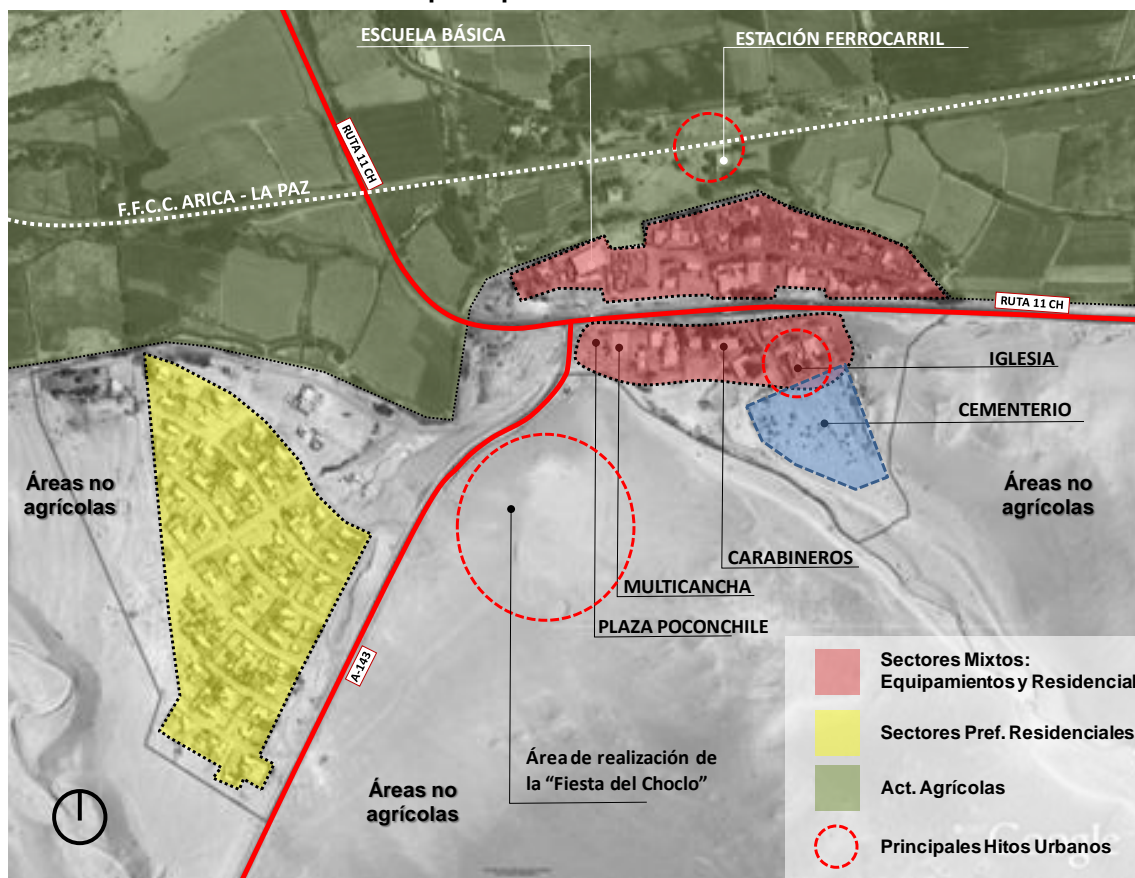 ESCUELA BÁSICA
ESTACIÓN FERROCARRIL
RUTA 11 CH
F.F.C.C. ARICA - LA PAZ
RUTA 11 CH
IGLESIA
CEMENTERIO
Áreas no
agrícolas
Áreas no
agrícolas
CARABINEROS
MULTICANCHA
PLAZA POCONCHILE
A-143
Área de realización de
la “Fiesta del Choclo”
Áreas no
agrícolas
Sectores Mixtos:
Equipamientos y Residencial
Sectores Pref. Residenciales
Act. Agrícolas
Principales Hitos Urbanos
Google